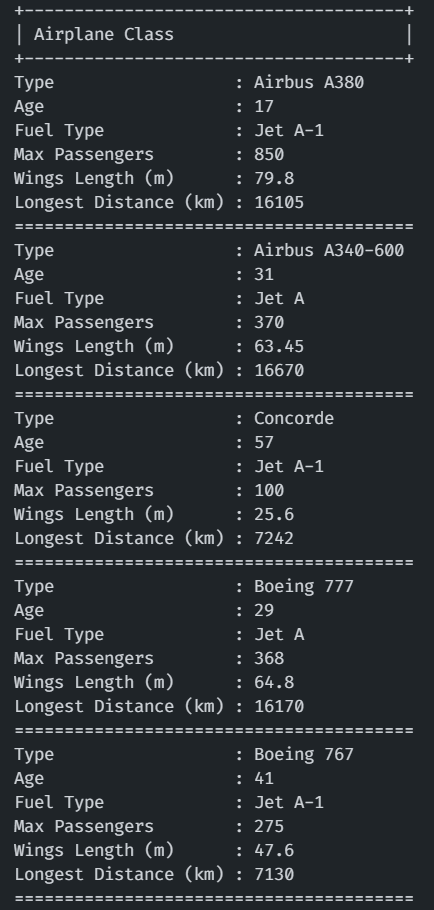 +--------------------------------------+
| Airplane Class                       |
+--------------------------------------+
Type                  : Airbus A380
Age                   : 17
Fuel Type             : Jet A-1
Max Passengers        : 850
Wings Length (m)      : 79.8
Longest Distance (km) : 16105
========================================
Type                  : Airbus A340-600
Age                   : 31
Fuel Type             : Jet A
Max Passengers        : 370
Wings Length (m)      : 63.45
Longest Distance (km) : 16670
========================================
Type                  : Concorde
Age                   : 57
Fuel Type             : Jet A-1
Max Passengers        : 100
Wings Length (m)      : 25.6
Longest Distance (km) : 7242
========================================
Type                  : Boeing 777
Age                   : 29
Fuel Type             : Jet A
Max Passengers        : 368
Wings Length (m)      : 64.8
Longest Distance (km) : 16170
========================================
Type                  : Boeing 767
Age                   : 41
Fuel Type             : Jet A-1
Max Passengers        : 275
Wings Length (m)      : 47.6
Longest Distance (km) : 7130
========================================